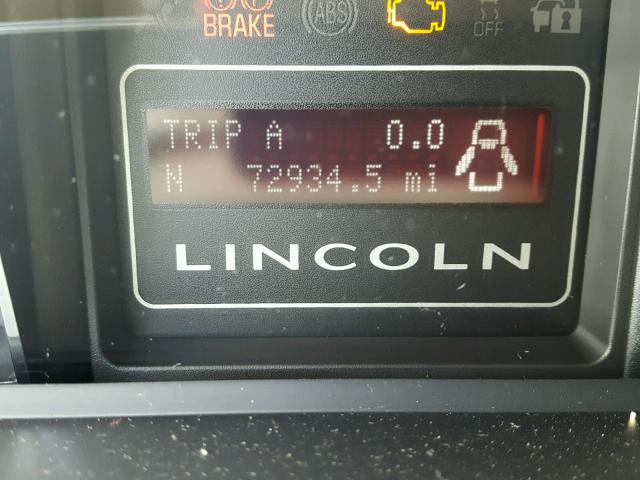 BRAKE (ABS) OFF
TRIP A 0.0
N 72934.5 mi
LINCOLN